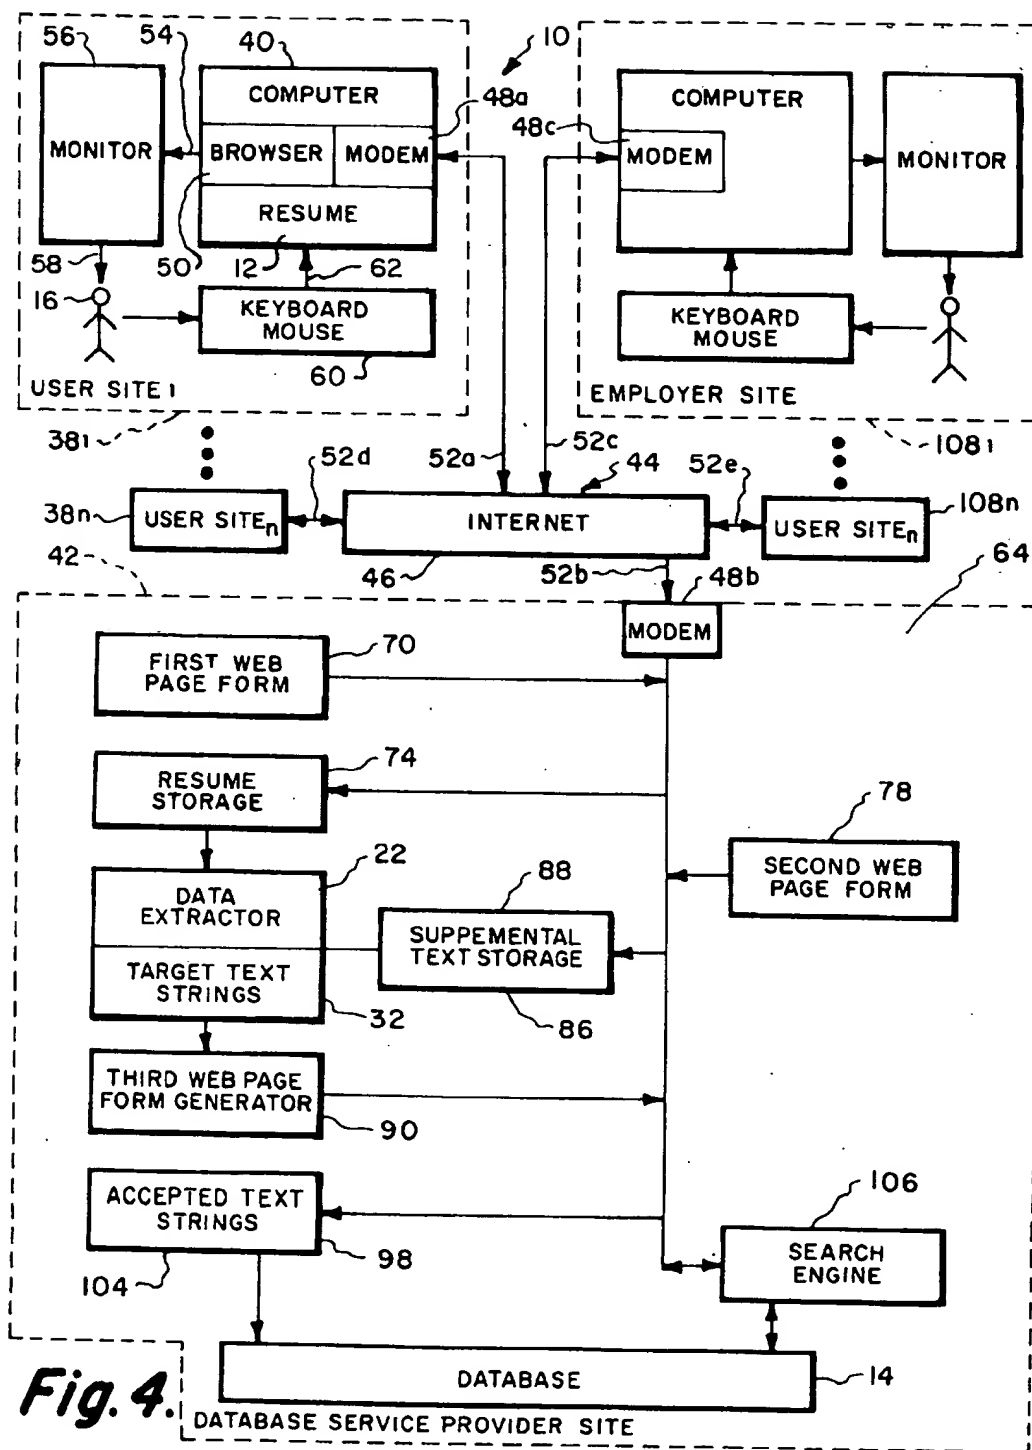 56
54
40
10
COMPUTER
48a
MONITOR
BROWSER
MODEM
RESUME
58
50
12
62
16
KEYBOARD
MOUSE
60
USER SITE 1
38₁
COMPUTER
48c
MODEM
MONITOR
KEYBOARD
MOUSE
EMPLOYER SITE
108₁
52d
52a
52c
44
52e
38n
USER SITEₙ
INTERNET
USER SITEₙ
108n
42
46
52b
48b
64
MODEM
FIRST WEB
PAGE FORM
70
RESUME
STORAGE
74
78
SECOND WEB
PAGE FORM
22
DATA
EXTRACTOR
88
SUPPEMENTAL
TEXT STORAGE
TARGET TEXT
STRINGS
32
86
THIRD WEB PAGE
FORM GENERATOR
90
ACCEPTED TEXT
STRINGS
98
104
106
SEARCH
ENGINE
DATABASE
14
Fig. 4.
DATABASE SERVICE PROVIDER SITE